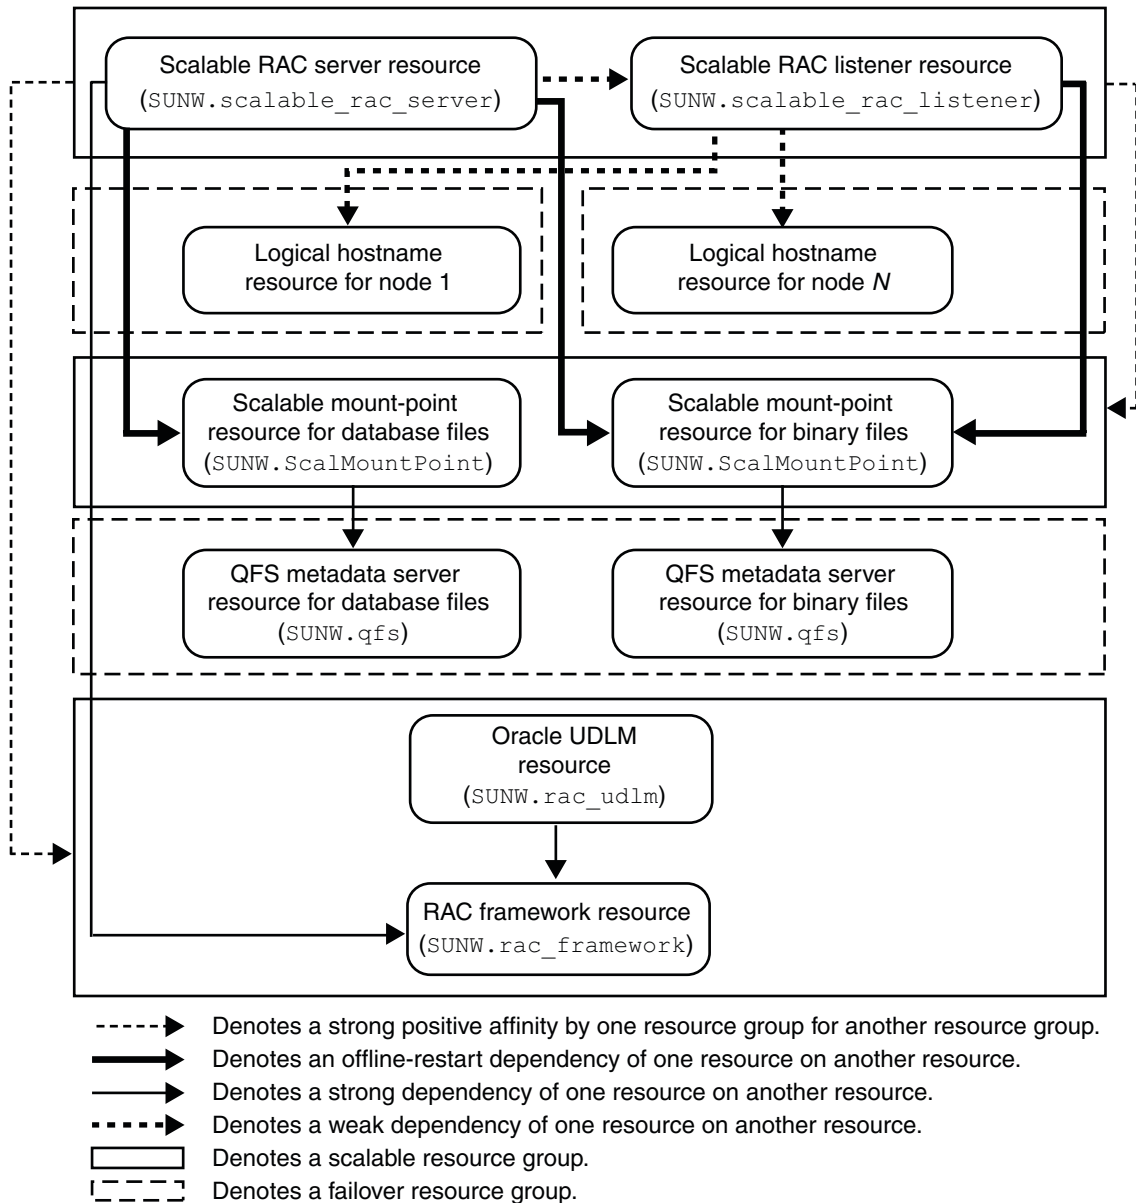 Scalable RAC server resource
(SUNW.scalable_rac_server)
Scalable RAC listener resource
(SUNW.scalable_rac_listener)
Logical hostname
resource for node 1
Logical hostname
resource for node N
Scalable mount-point
resource for database files
(SUNW.ScalMountPoint)
Scalable mount-point
resource for binary files
(SUNW.ScalMountPoint)
QFS metadata server
resource for database files
(SUNW.qfs)
QFS metadata server
resource for binary files
(SUNW.qfs)
Oracle UDLM
resource
(SUNW.rac_udlm)
RAC framework resource
(SUNW.rac_framework)
Denotes a strong positive affinity by one resource group for another resource group.
Denotes an offline-restart dependency of one resource on another resource.
Denotes a strong dependency of one resource on another resource.
Denotes a weak dependency of one resource on another resource.
Denotes a scalable resource group.
Denotes a failover resource group.